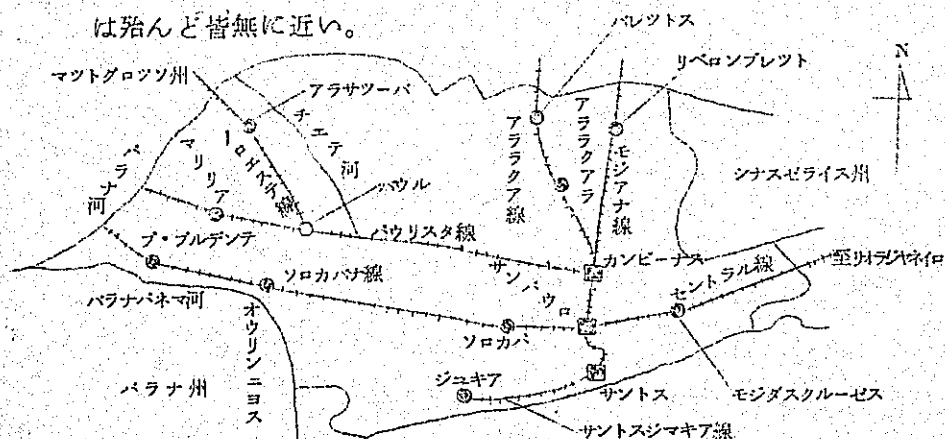 は殆んど皆無に近い。
バレツトス
リベロンプレツト
N
マツトグロツソ州
アラサツーバ
チエテ河
アララクアラ
アララクア線
モジアナ線
シナスゼライス州
パラナ河
マリリア
バウル
パウリスタ線
プ・プルデンテ
カンピーナス
セントラル線
ソロカバナ線
サンパウロ
パラナパネマ河
オウリンニヨス
ソロカバ
パラナ州
ジユキア
サントス
モジダスクルーゼス
サントスジマキア線